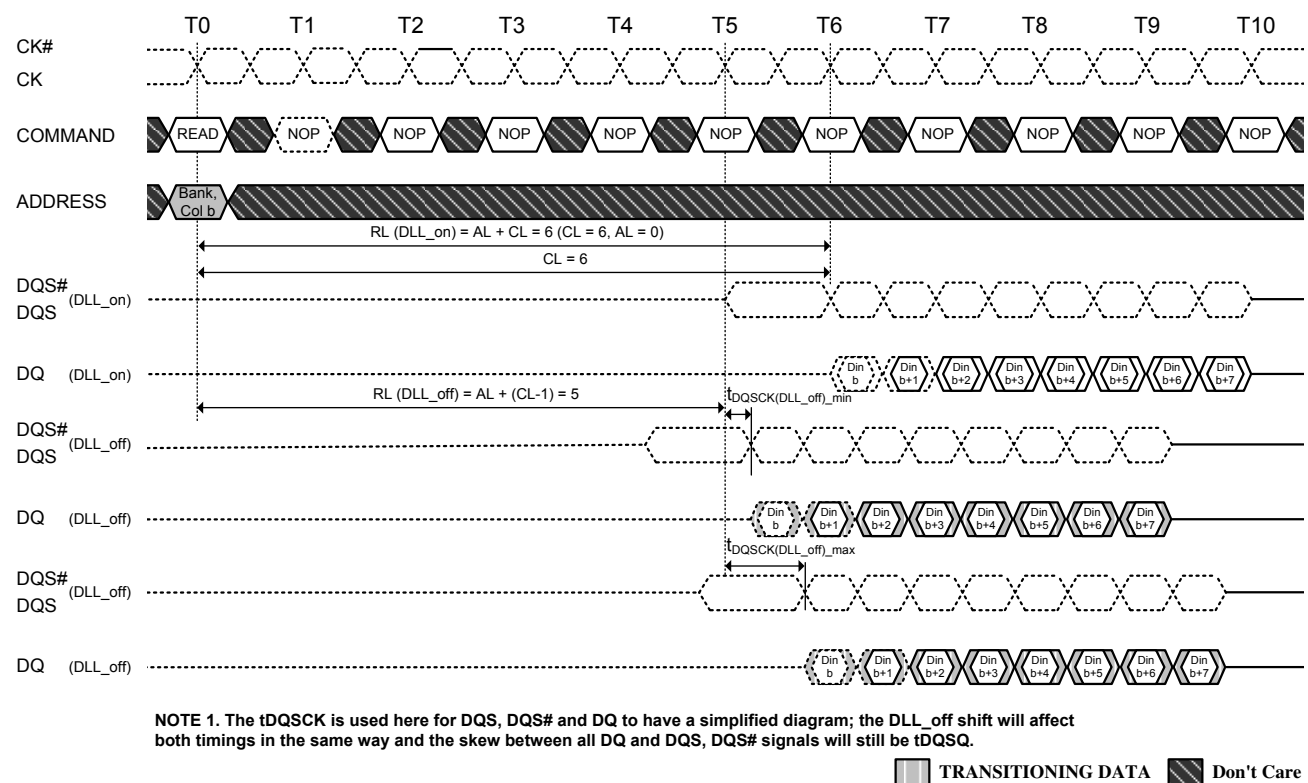 T0 T1 T2 T3 T4 T5 T6 T7 T8 T9 T10
CK#
CK
COMMAND READ NOP NOP NOP NOP NOP NOP NOP NOP NOP NOP
ADDRESS Bank,
Col b
RL (DLL_on) = AL + CL = 6 (CL = 6, AL = 0)
CL = 6
DQS# (DLL_on)
DQS
DQ (DLL_on) Din b Din b+1 Din b+2 Din b+3 Din b+4 Din b+5 Din b+6 Din b+7
RL (DLL_off) = AL + (CL-1) = 5 tDQSCK(DLL_off)_min
DQS# (DLL_off)
DQS
DQ (DLL_off) Din b Din b+1 Din b+2 Din b+3 Din b+4 Din b+5 Din b+6 Din b+7
tDQSCK(DLL_off)_max
DQS# (DLL_off)
DQS
DQ (DLL_off) Din b Din b+1 Din b+2 Din b+3 Din b+4 Din b+5 Din b+6 Din b+7
NOTE 1. The tDQSCK is used here for DQS, DQS# and DQ to have a simplified diagram; the DLL_off shift will affect
both timings in the same way and the skew between all DQ and DQS, DQS# signals will still be tDQSQ.
TRANSITIONING DATA Don't Care